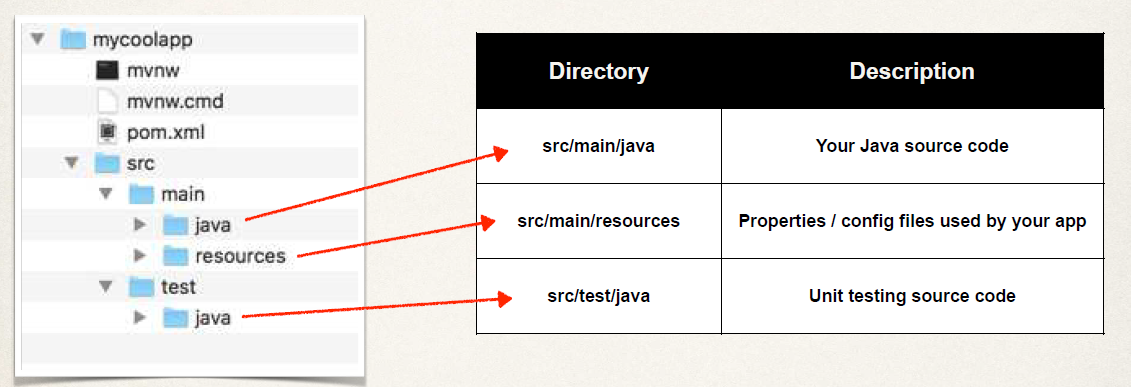 mycoolapp
mvnw
mvnw.cmd
pom.xml
src
main
java
resources
test
java
Directory Description
src/main/java Your Java source code
src/main/resources Properties / config files used by your app
src/test/java Unit testing source code